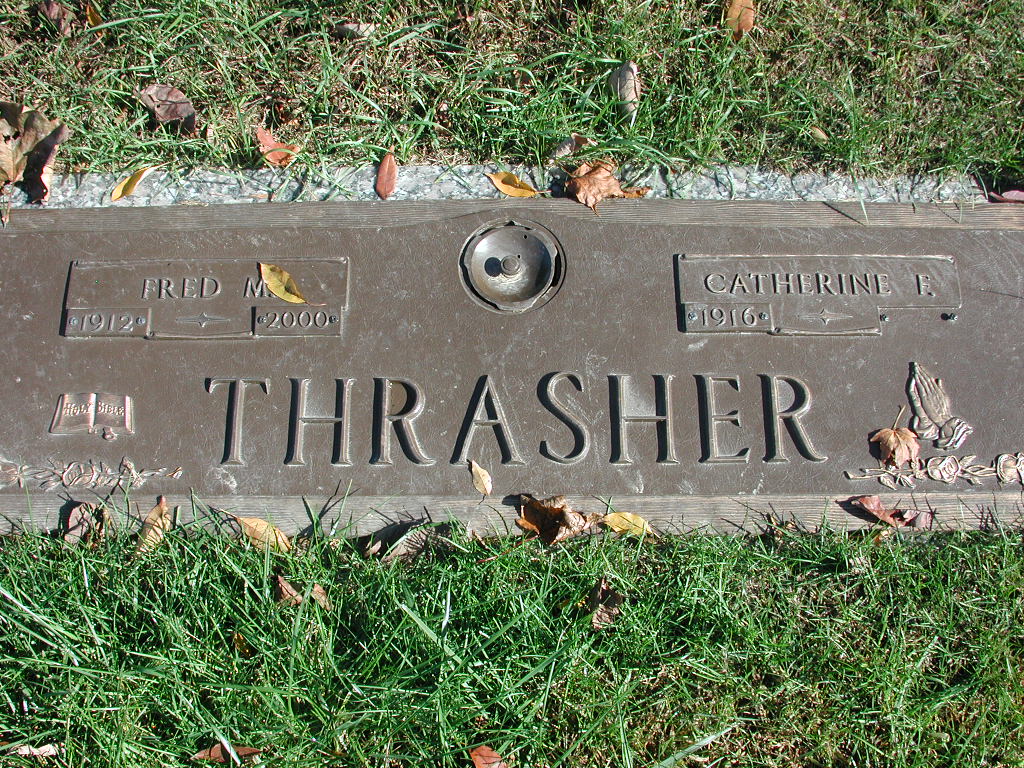 FRED M.
1912 2000
CATHERINE F.
1916
HOLY BIBLE
THRASHER